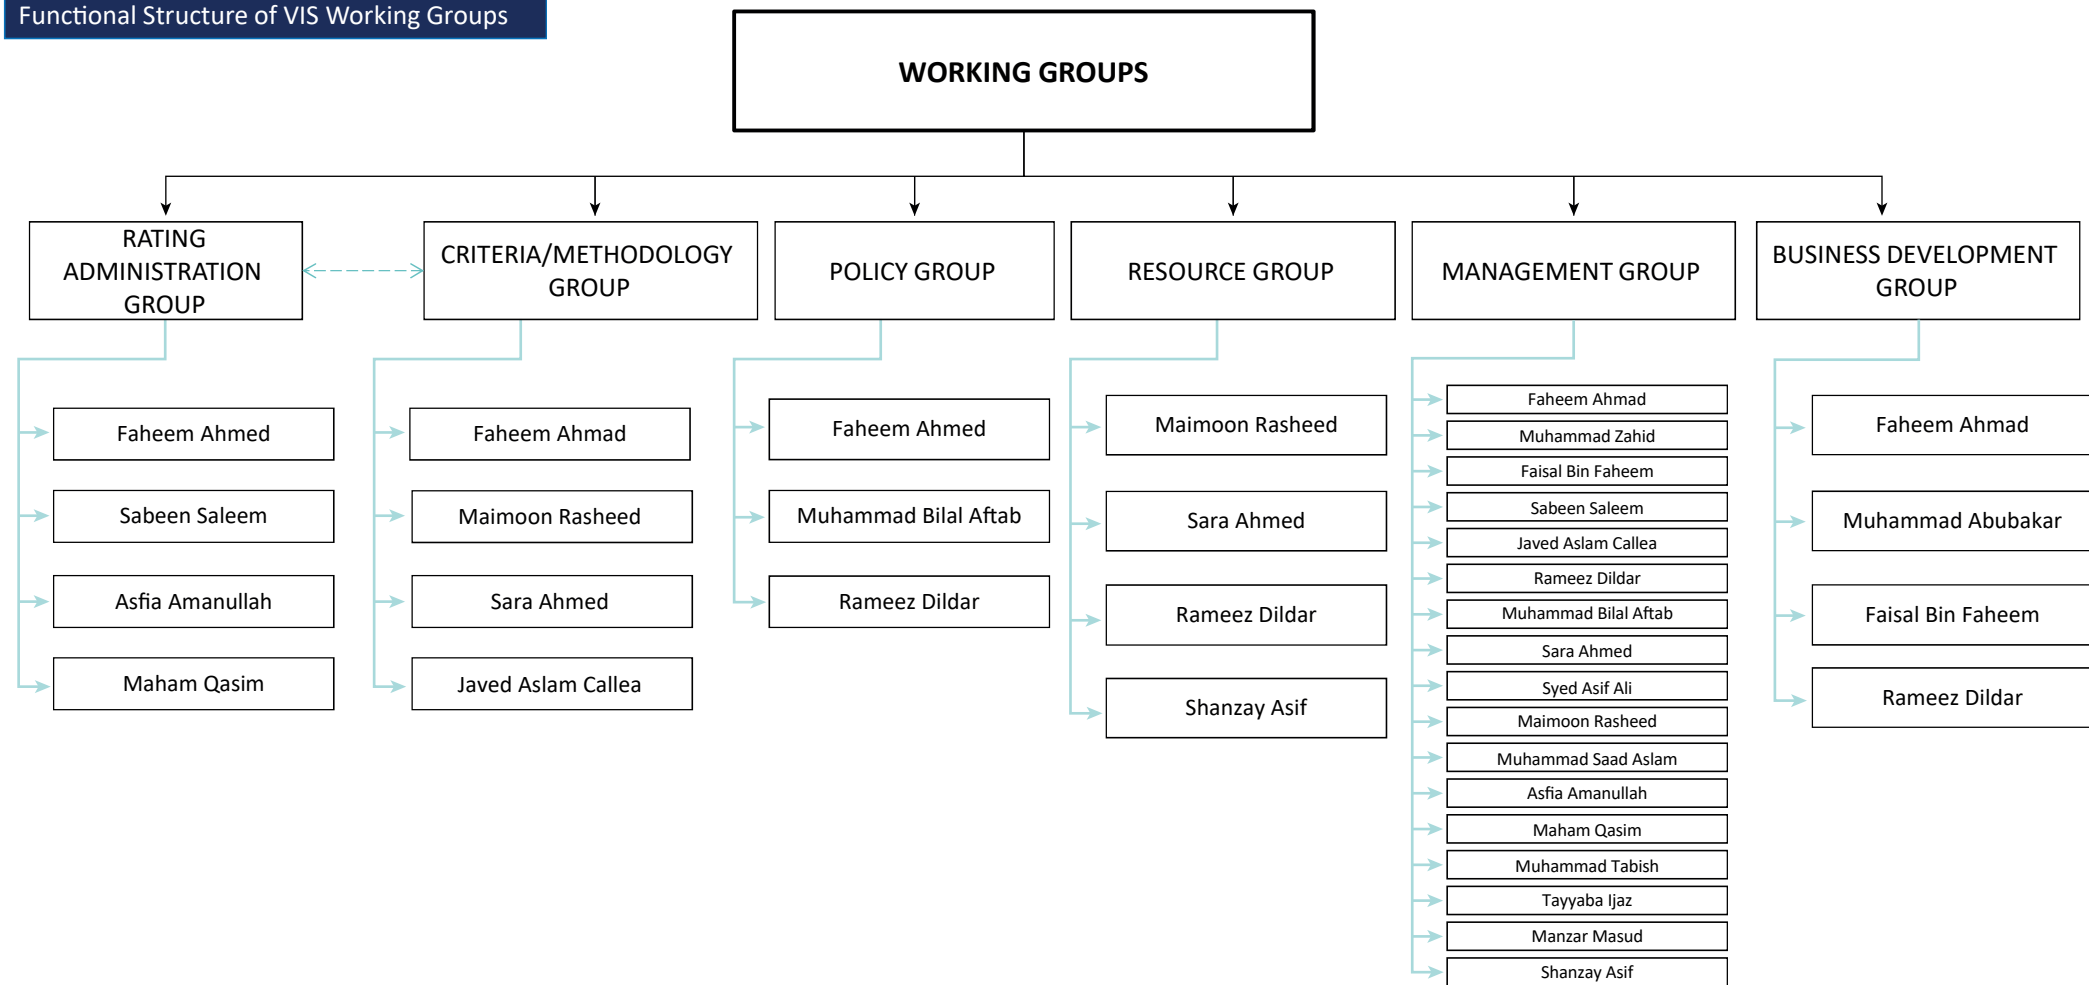 Functional Structure of VIS Working Groups
WORKING GROUPS
RATING
ADMINISTRATION
GROUP
CRITERIA/METHODOLOGY
GROUP
POLICY GROUP
RESOURCE GROUP
MANAGEMENT GROUP
BUSINESS DEVELOPMENT
GROUP
Faheem Ahmed
Sabeen Saleem
Asfia Amanullah
Maham Qasim
Faheem Ahmad
Maimoon Rasheed
Sara Ahmed
Javed Aslam Callea
Faheem Ahmed
Muhammad Bilal Aftab
Rameez Dildar
Maimoon Rasheed
Sara Ahmed
Rameez Dildar
Shanzay Asif
Faheem Ahmad
Muhammad Zahid
Faisal Bin Faheem
Sabeen Saleem
Javed Aslam Callea
Rameez Dildar
Muhammad Bilal Aftab
Sara Ahmed
Syed Asif Ali
Maimoon Rasheed
Muhammad Saad Aslam
Asfia Amanullah
Maham Qasim
Muhammad Tabish
Tayyaba Ijaz
Manzar Masud
Shanzay Asif
Faheem Ahmad
Muhammad Abubakar
Faisal Bin Faheem
Rameez Dildar